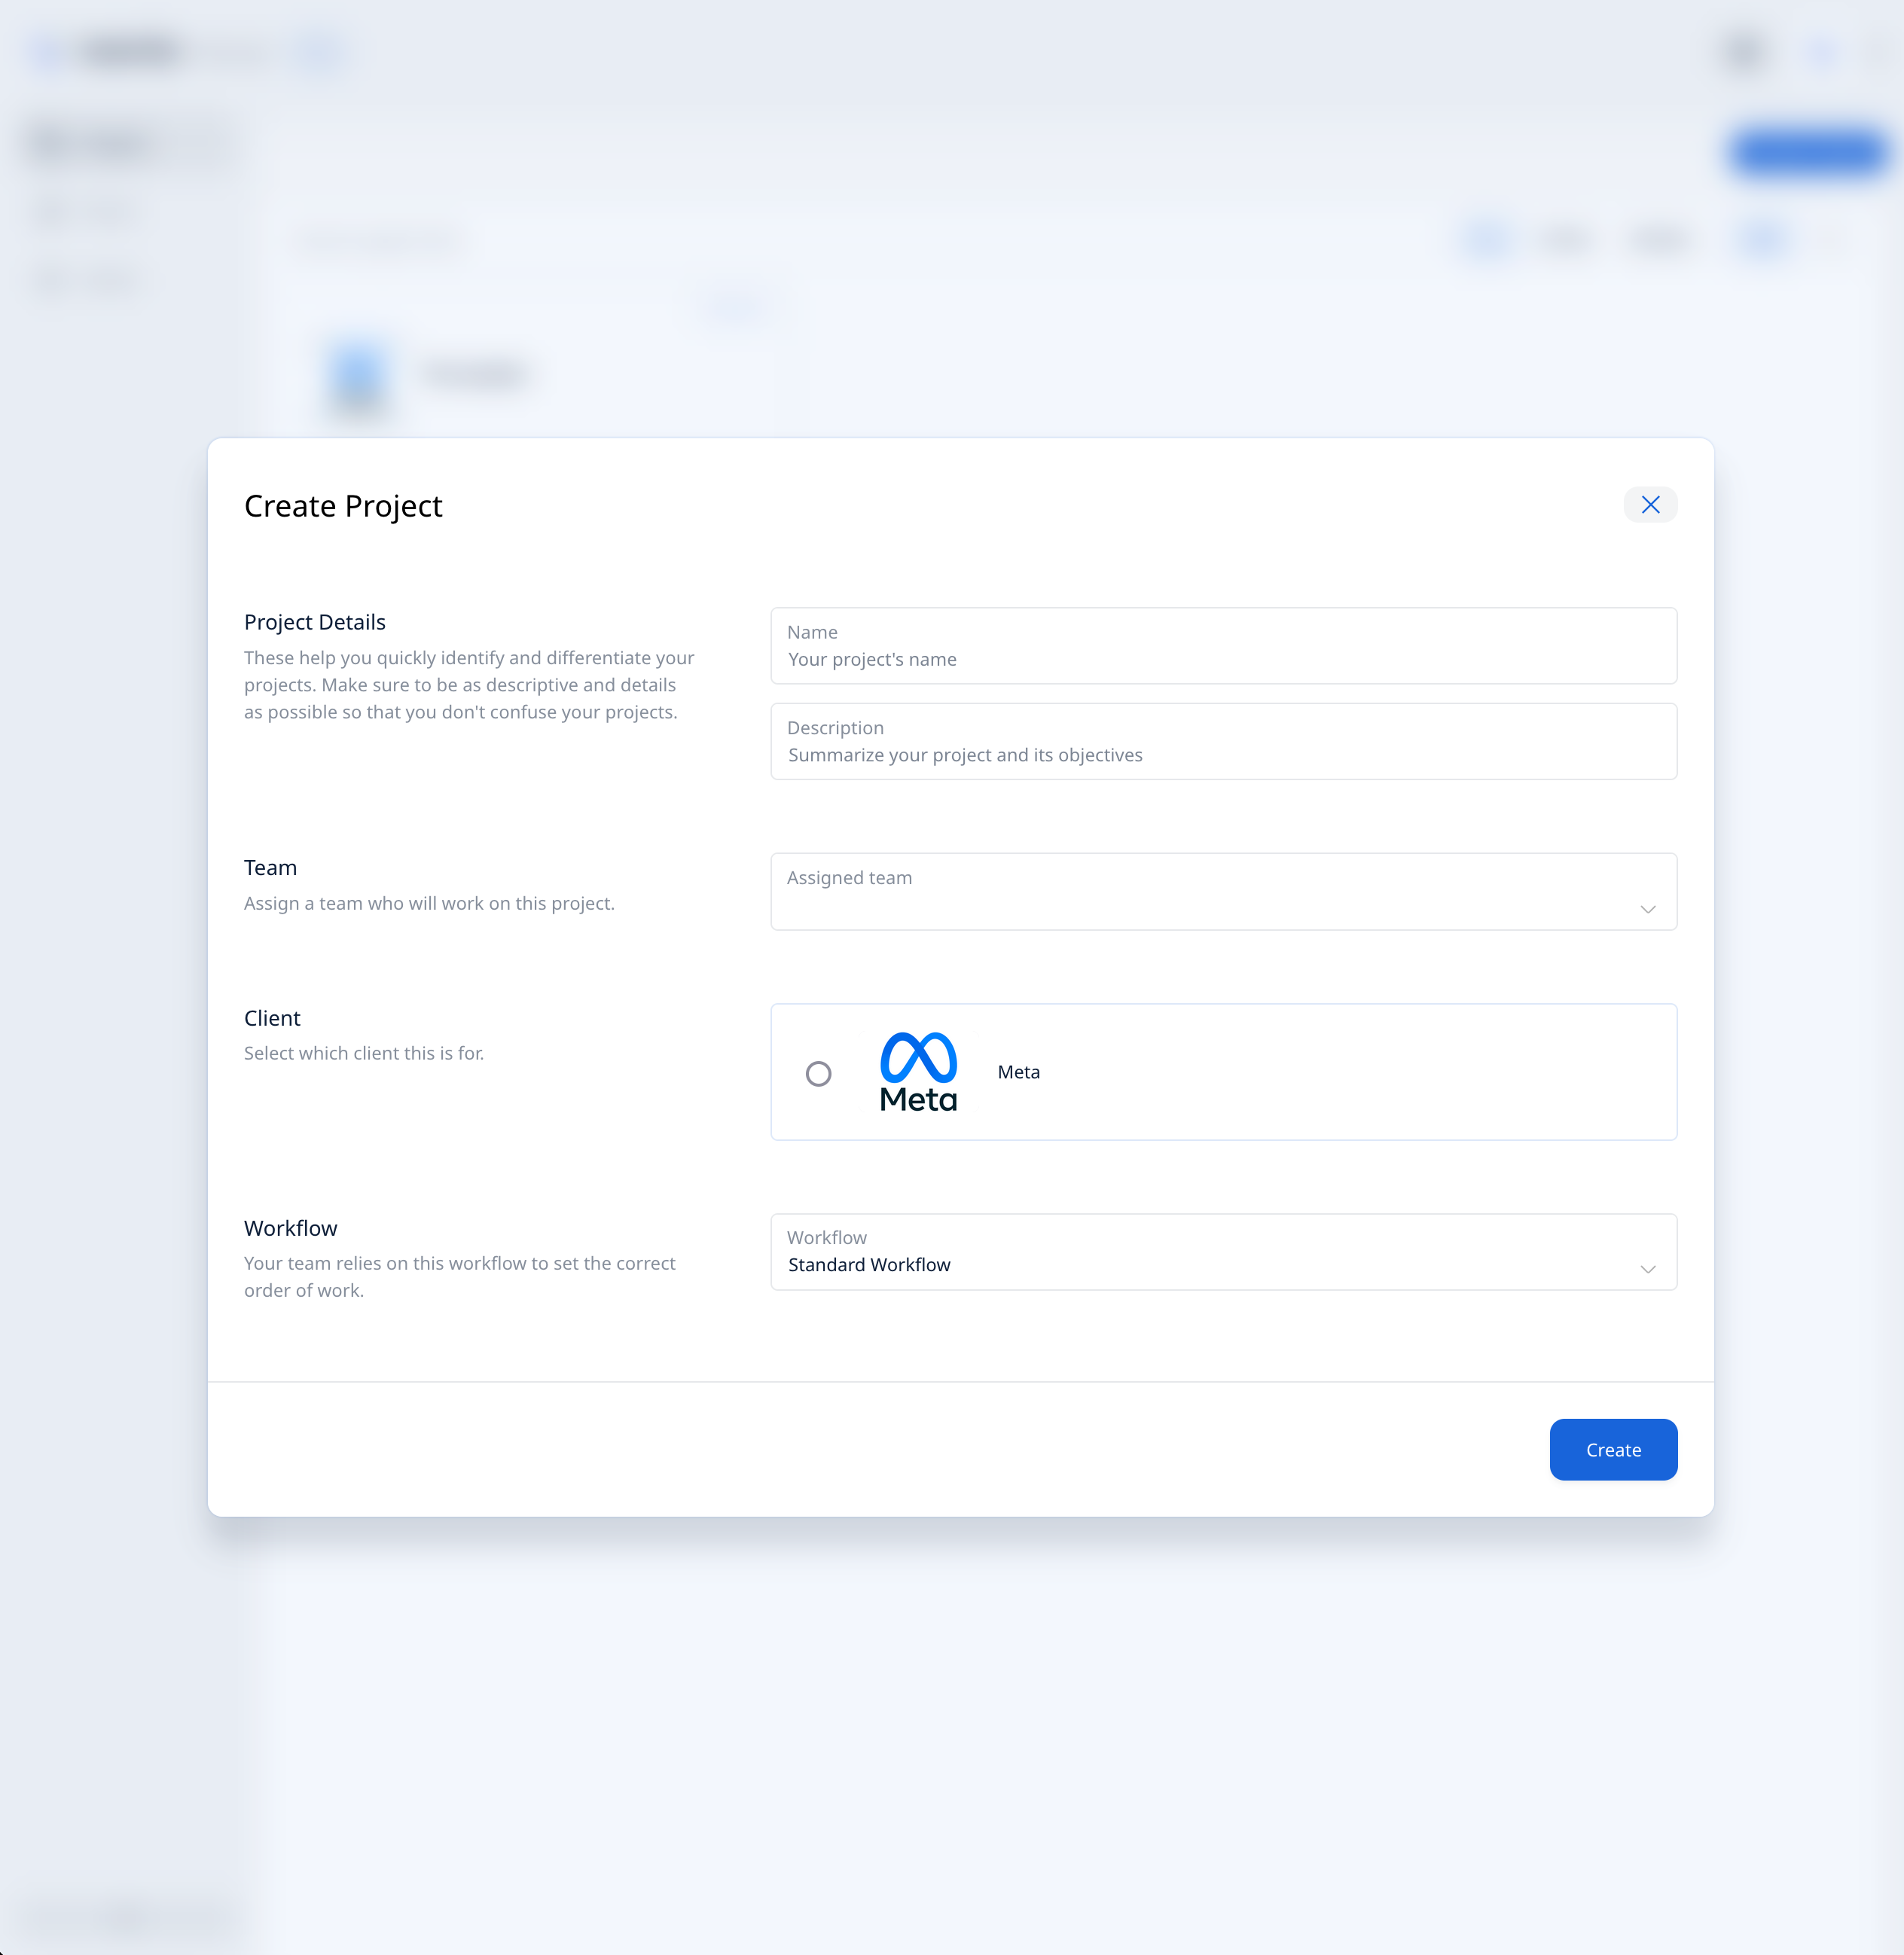 Create Project
Project Details
These help you quickly identify and differentiate your
projects. Make sure to be as descriptive and details
as possible so that you don't confuse your projects.
Name
Your project's name
Description
Summarize your project and its objectives
Team
Assign a team who will work on this project.
Assigned team
Client
Select which client this is for.
Meta
Meta
Workflow
Your team relies on this workflow to set the correct
order of work.
Workflow
Standard Workflow
Create